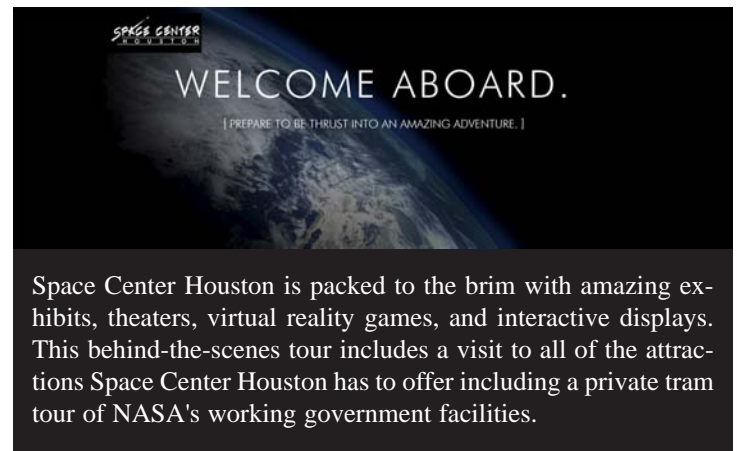 SPACE CENTER
HOUSTON
WELCOME ABOARD.
[ PREPARE TO BE THRUST INTO AN AMAZING ADVENTURE. ]
Space Center Houston is packed to the brim with amazing ex-
hibits, theaters, virtual reality games, and interactive displays.
This behind-the-scenes tour includes a visit to all of the attrac-
tions Space Center Houston has to offer including a private tram
tour of NASA's working government facilities.